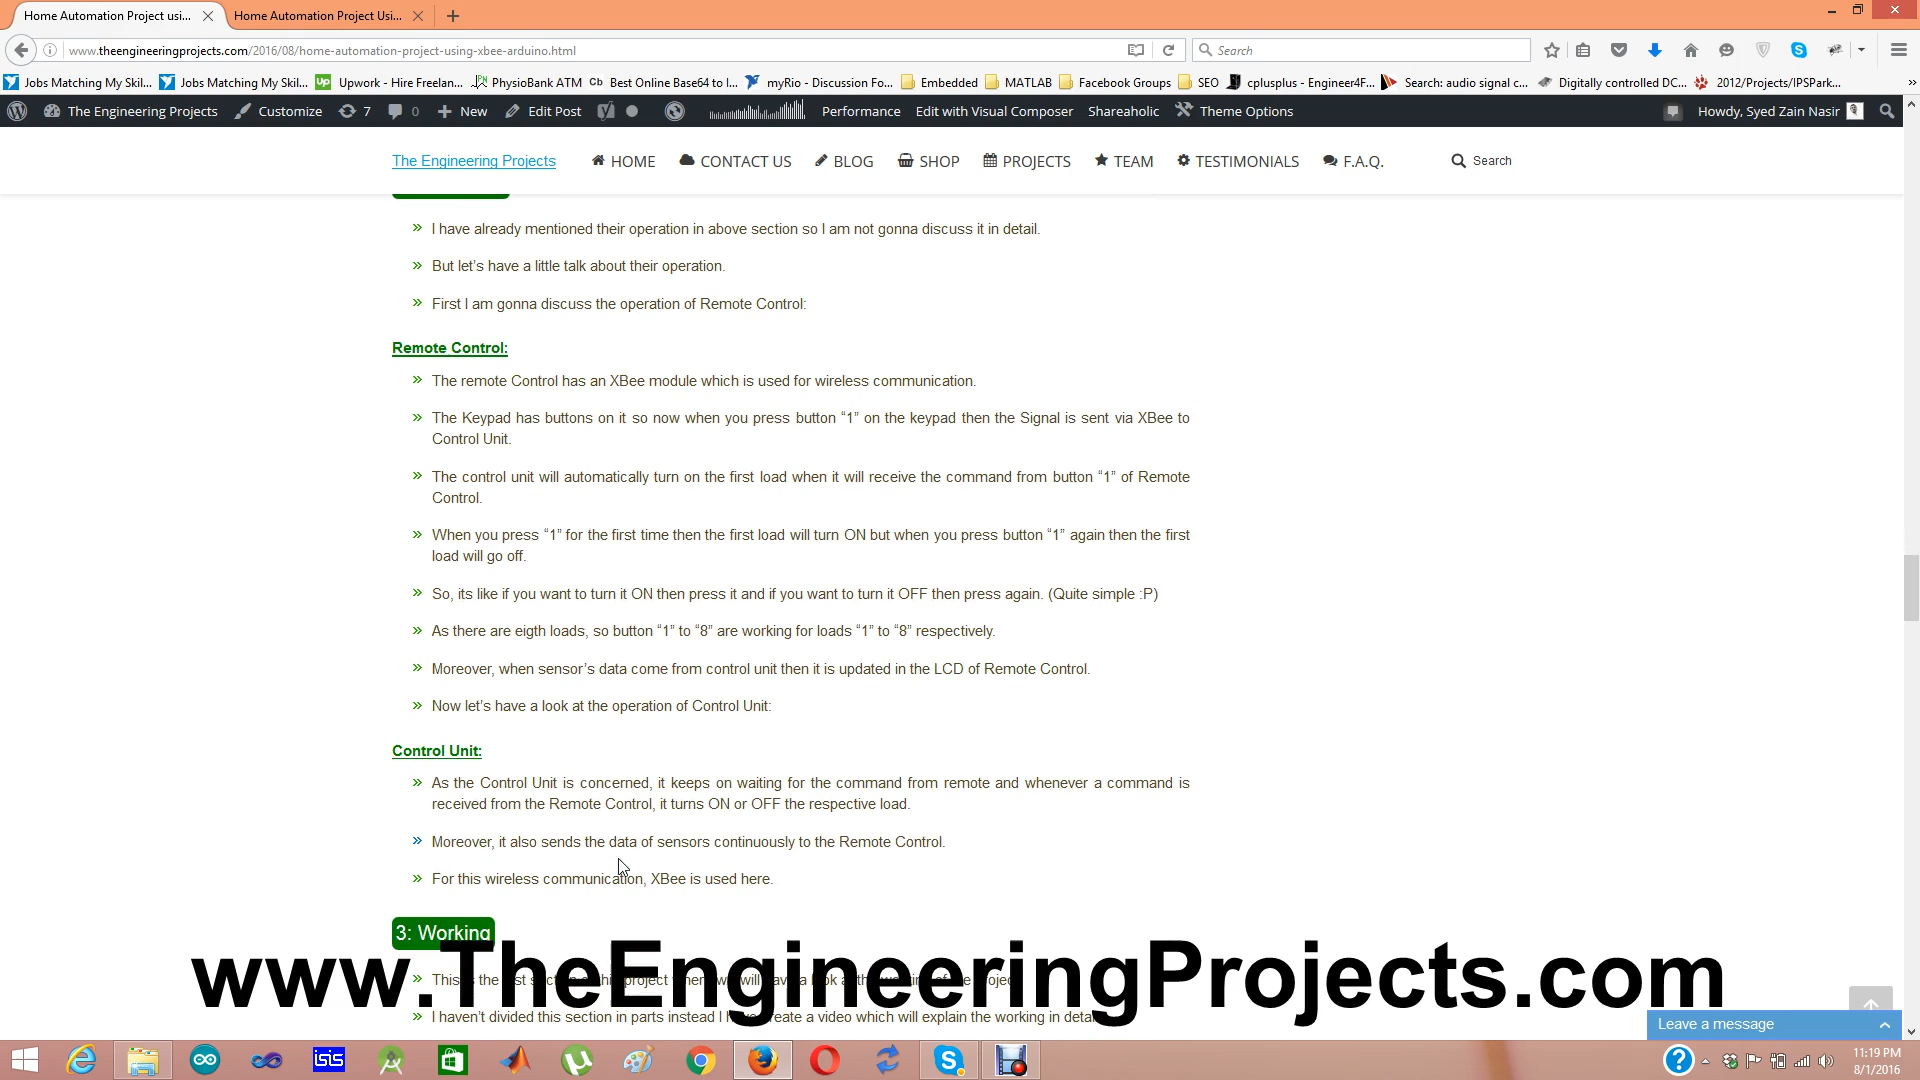 Home Automation Project usi...
Home Automation Project Usi...
www.theengineeringprojects.com/2016/08/home-automation-project-using-xbee-arduino.html
Search
Jobs Matching My Skil...
Jobs Matching My Skil...
Up Upwork - Hire Freelan...
PhysioBank ATM
Cb Best Online Base64 to I...
myRio - Discussion Fo...
Embedded
MATLAB
Facebook Groups
SEO
cplusplus - Engineer4F...
Search: audio signal c...
Digitally controlled DC...
2012/Projects/IPSPark...
The Engineering Projects
Customize
7
0
New
Edit Post
Performance
Edit with Visual Composer
Shareaholic
Theme Options
Howdy, Syed Zain Nasir
The Engineering Projects
HOME
CONTACT US
BLOG
SHOP
PROJECTS
TEAM
TESTIMONIALS
F.A.Q.
Search
I have already mentioned their operation in above section so I am not gonna discuss it in detail.
But let’s have a little talk about their operation.
First I am gonna discuss the operation of Remote Control:
Remote Control:
The remote Control has an XBee module which is used for wireless communication.
The Keypad has buttons on it so now when you press button “1” on the keypad then the Signal is sent via XBee to
Control Unit.
The control unit will automatically turn on the first load when it will receive the command from button “1” of Remote
Control.
When you press “1” for the first time then the first load will turn ON but when you press button “1” again then the first
load will go off.
So, its like if you want to turn it ON then press it and if you want to turn it OFF then press again. (Quite simple :P)
As there are eigth loads, so button “1” to “8” are working for loads “1” to “8” respectively.
Moreover, when sensor’s data come from control unit then it is updated in the LCD of Remote Control.
Now let’s have a look at the operation of Control Unit:
Control Unit:
As the Control Unit is concerned, it keeps on waiting for the command from remote and whenever a command is
received from the Remote Control, it turns ON or OFF the respective load.
Moreover, it also sends the data of sensors continuously to the Remote Control.
For this wireless communication, XBee is used here.
3: Working
www.TheEngineeringProjects.com
I haven’t divided this section in parts instead I have create a video which will explain the working in detail
Leave a message
isis
11:19 PM
8/1/2016